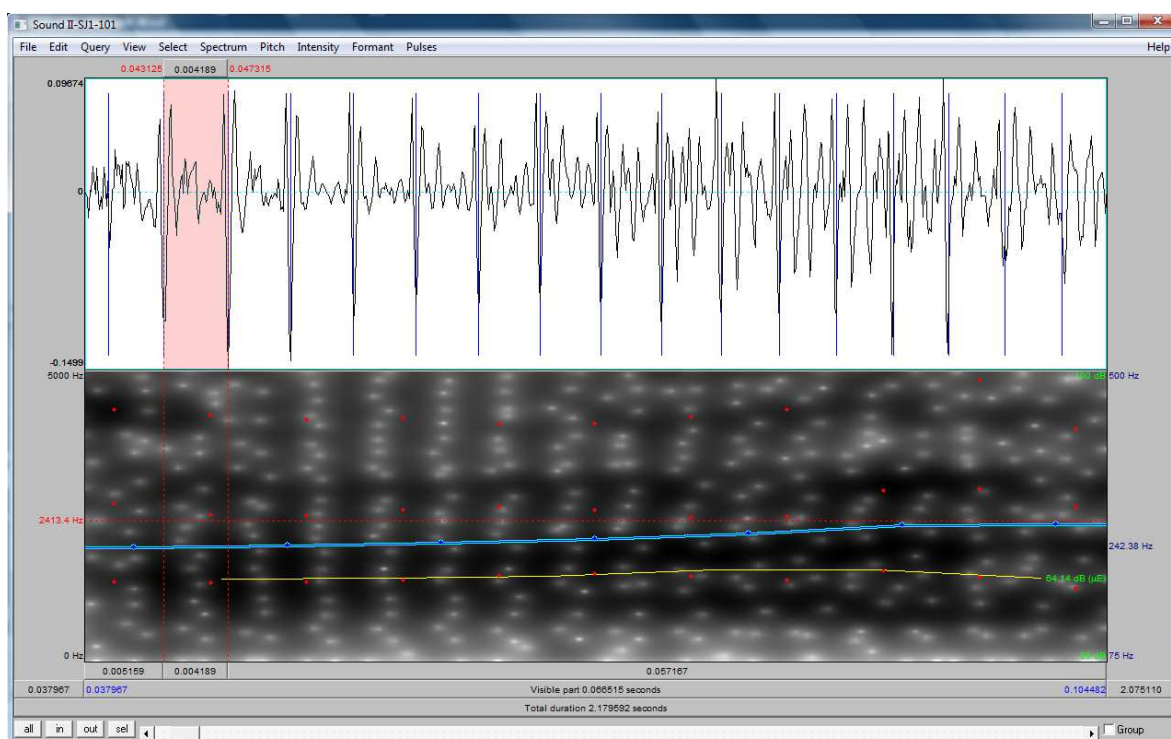 Sound II-SJ1-101
File Edit Query View Select Spectrum Pitch Intensity Formant Pulses Help
0.043125 0.004189 0.047315
0.09674
0
-0.1499
5000 Hz 100 dB 500 Hz
2413.4 Hz
242.38 Hz
64.14 dB (µE)
0 Hz 75 Hz
0.005159 0.004189 0.057167
0.037967 0.037967 Visible part 0.066515 seconds 0.104482 2.075110
Total duration 2.179592 seconds
all in out sel Group